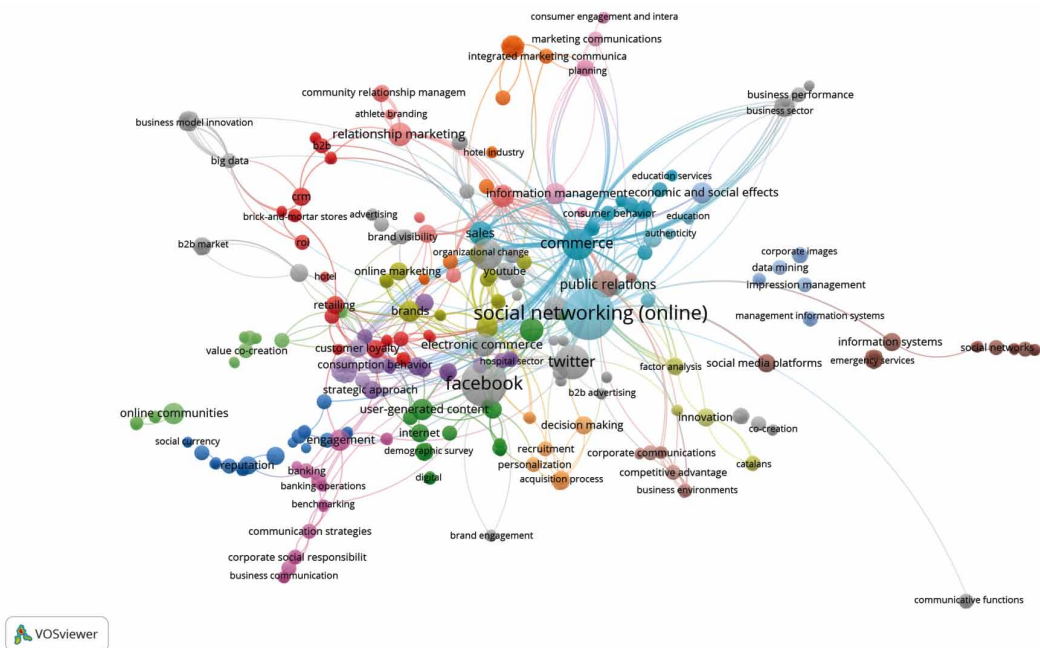 consumer engagement and intera
marketing communications
integrated marketing communica
planning
community relationship managem
business performance
athlete branding
business sector
business model innovation
relationship marketing
b2b
hotel industry
big data
education services
crm
information management
economic and social effects
brick-and-mortar stores
advertising
consumer behavior
education
sales
authenticity
brand visibility
roi
commerce
b2b market
organizational change
corporate images
online marketing
youtube
data mining
hotel
public relations
impression management
retailing
brands
social networking (online)
management information systems
customer loyalty
electronic commerce
information systems
social networks
value co-creation
hospital sector
twitter
emergency services
consumption behavior
factor analysis
social media platforms
facebook
strategic approach
b2b advertising
online communities
user-generated content
innovation
decision making
co-creation
internet
social currency
engagement
demographic survey
recruitment
corporate communications
reputation
personalization
catalans
banking
competitive advantage
digital
acquisition process
banking operations
business environments
benchmarking
communication strategies
brand engagement
corporate social responsibilit
business communication
communicative functions
VOSviewer